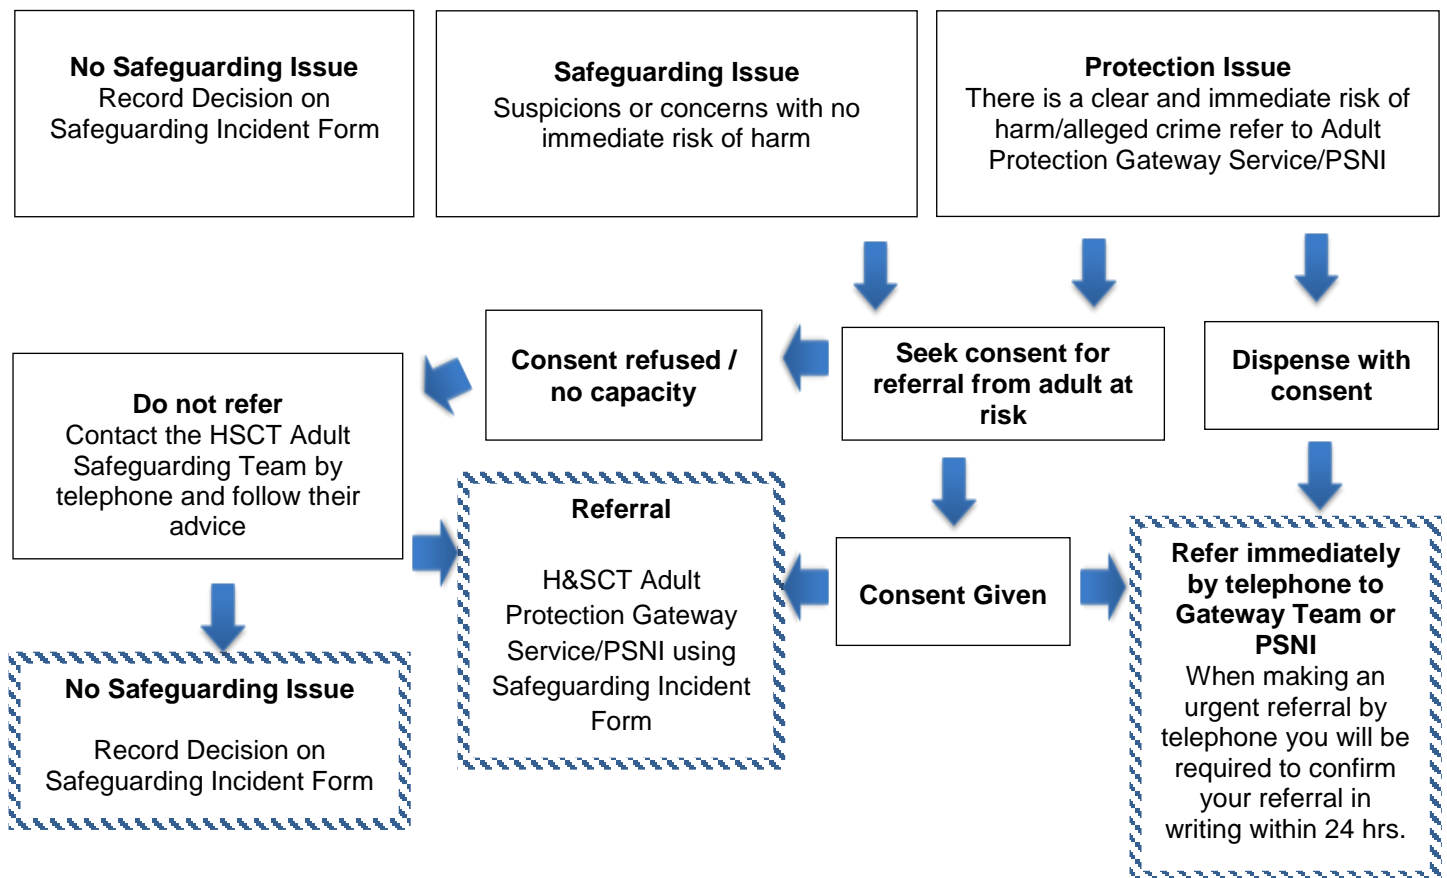 No Safeguarding Issue
Record Decision on
Safeguarding Incident Form
Safeguarding Issue
Suspicions or concerns with no
immediate risk of harm
Protection Issue
There is a clear and immediate risk of
harm/alleged crime refer to Adult
Protection Gateway Service/PSNI
Consent refused /
no capacity
Seek consent for
referral from adult at
risk
Dispense with
consent
Do not refer
Contact the HSCT Adult
Safeguarding Team by
telephone and follow their
advice
Referral
H&SCT Adult
Protection Gateway
Service/PSNI using
Safeguarding Incident
Form
Consent Given
Refer immediately
by telephone to
Gateway Team or
PSNI
When making an
urgent referral by
telephone you will be
required to confirm
your referral in
writing within 24 hrs.
No Safeguarding Issue
Record Decision on
Safeguarding Incident Form